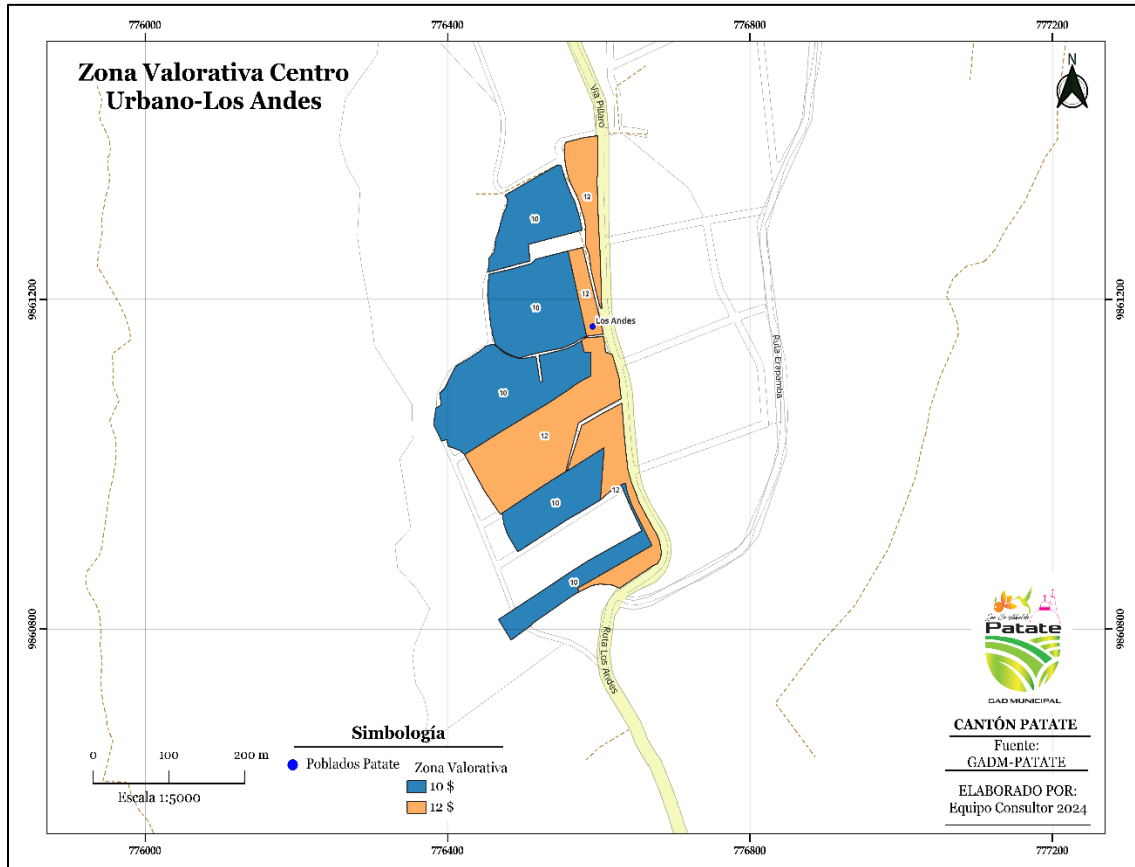 776000
776400
776800
777200
Zona Valorativa Centro
Urbano-Los Andes
N
Via Pillaro
12
10
9861200
9861200
12
10
Los Andes
Ruta-Erapamba
10
12
12
10
10
9860800
9860800
Ruta Los Andes
Patate
GAD MUNICIPAL
CANTÓN PATATE
Fuente:
GADM-PATATE
ELABORADO POR:
Equipo Consultor 2024
Simbología
Poblados Patate
Zona Valorativa
10 $
12 $
0 100 200 m
Escala 1:5000
776000
776400
776800
777200